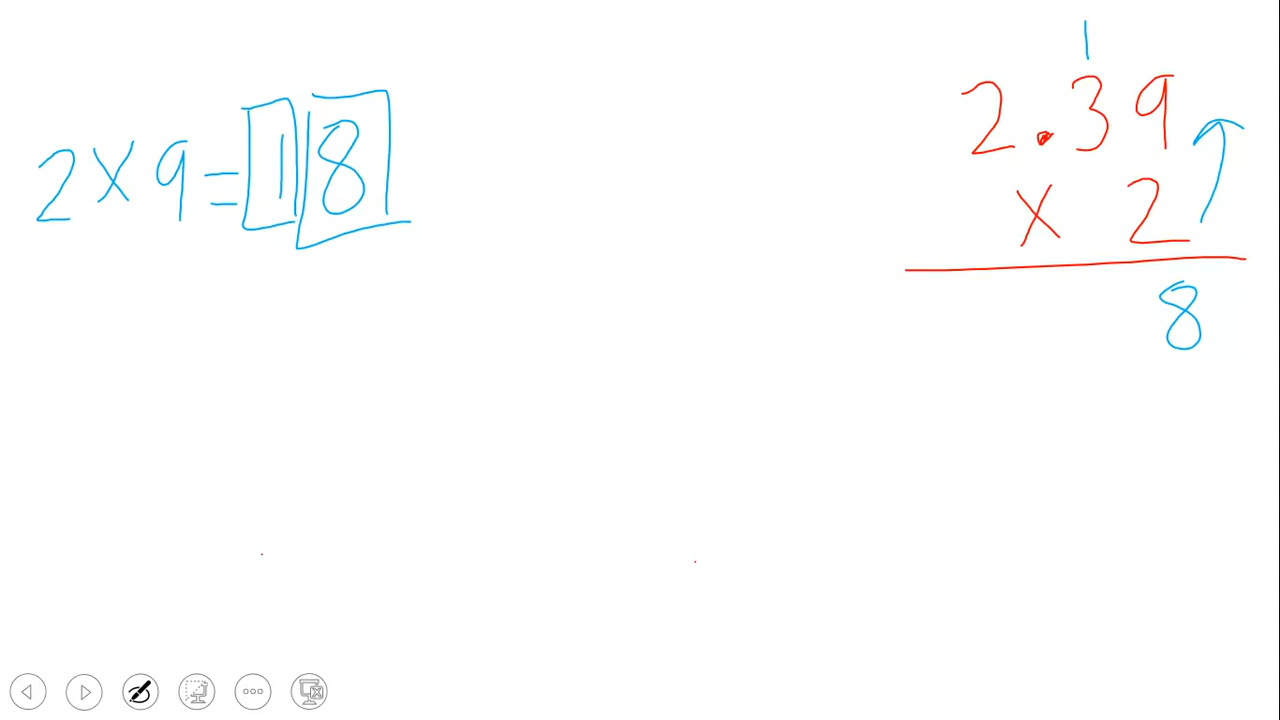 2 x 9 = 18
1
2.39
x 2
8